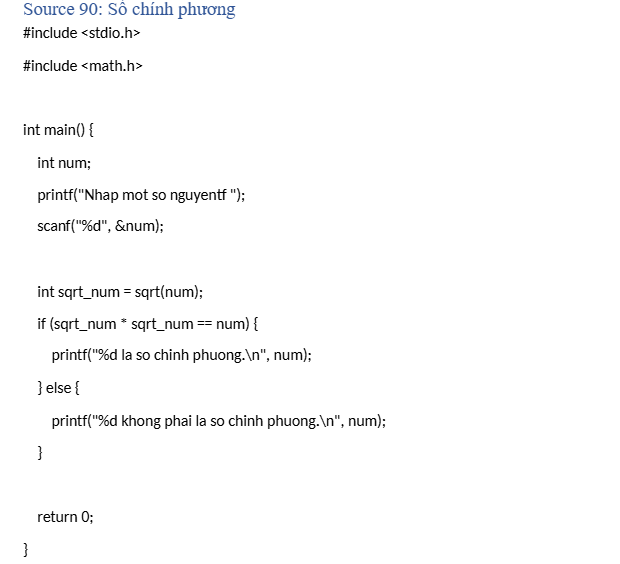 Source 90: Số chính phương
#include <stdio.h>
#include <math.h>
int main() {
int num;
printf("Nhap mot so nguyentf ");
scanf("%d", &num);
int sqrt_num = sqrt(num);
if (sqrt_num * sqrt_num == num) {
printf("%d la so chinh phuong.\n", num);
} else {
printf("%d khong phai la so chinh phuong.\n", num);
}
return 0;
}